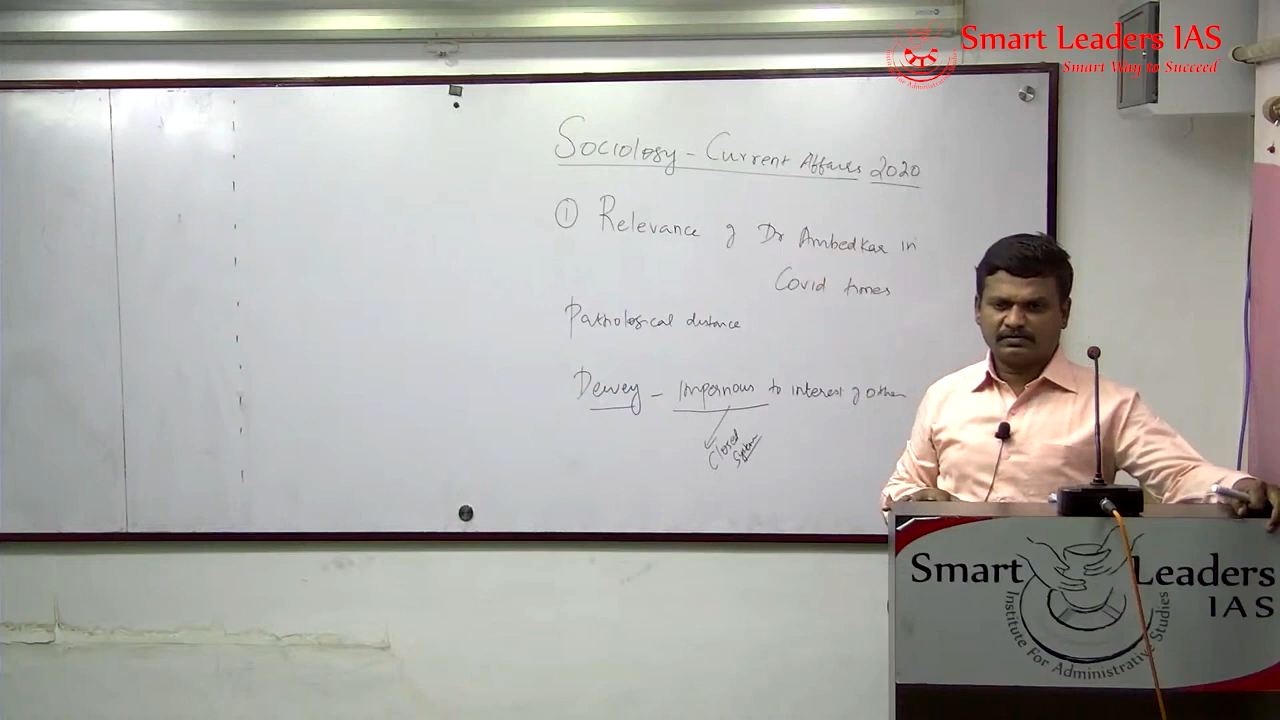 Smart Leaders IAS
Smart Way to Succeed
Sociology - Current Affairs 2020
① Relevance of Dr Ambedkar in
Covid times
Pathological distance
Dewey - Impervious to interest of other
Closed
System
Smart Leaders
IAS
Institute For Administrative Studies